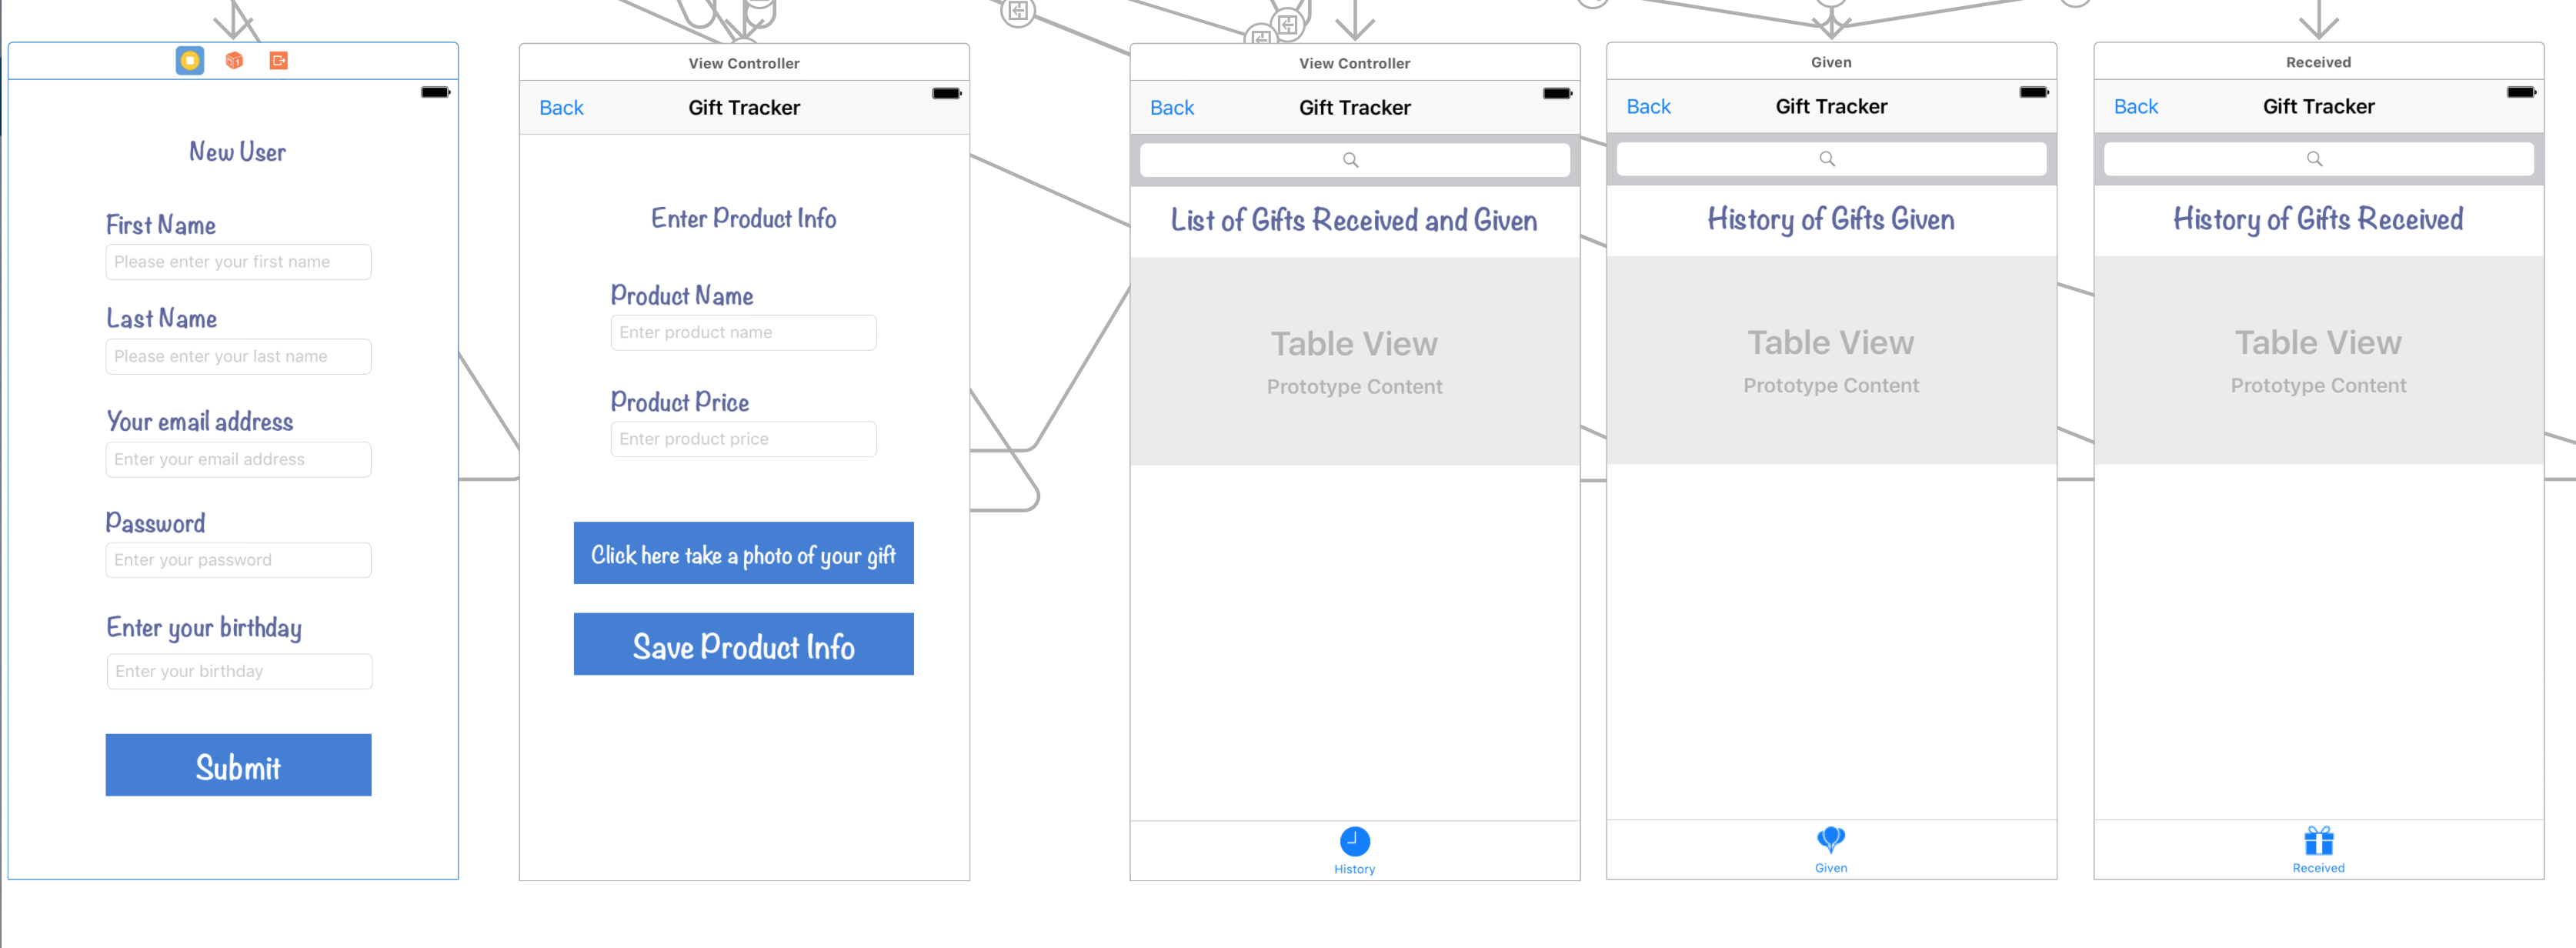 New User
First Name
Please enter your first name
Last Name
Please enter your last name
Your email address
Enter your email address
Password
Enter your password
Enter your birthday
Enter your birthday
Submit
View Controller
Back Gift Tracker
Enter Product Info
Product Name
Enter product name
Product Price
Enter product price
Click here take a photo of your gift
Save Product Info
View Controller
Back Gift Tracker
List of Gifts Received and Given
Table View
Prototype Content
History
Given
Back Gift Tracker
History of Gifts Given
Table View
Prototype Content
Given
Received
Back Gift Tracker
History of Gifts Received
Table View
Prototype Content
Received